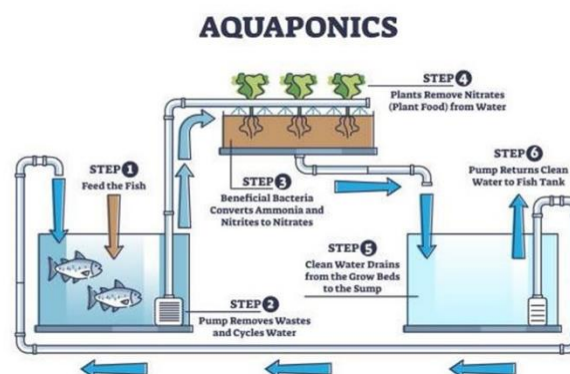 AQUAPONICS
STEP 1
Feed the Fish
STEP 2
Pump Removes Wastes
and Cycles Water
STEP 3
Beneficial Bacteria
Converts Ammonia and
Nitrites to Nitrates
STEP 4
Plants Remove Nitrates
(Plant Food) from Water
STEP 5
Clean Water Drains
from the Grow Beds
to the Sump
STEP 6
Pump Returns Clean
Water to Fish Tank